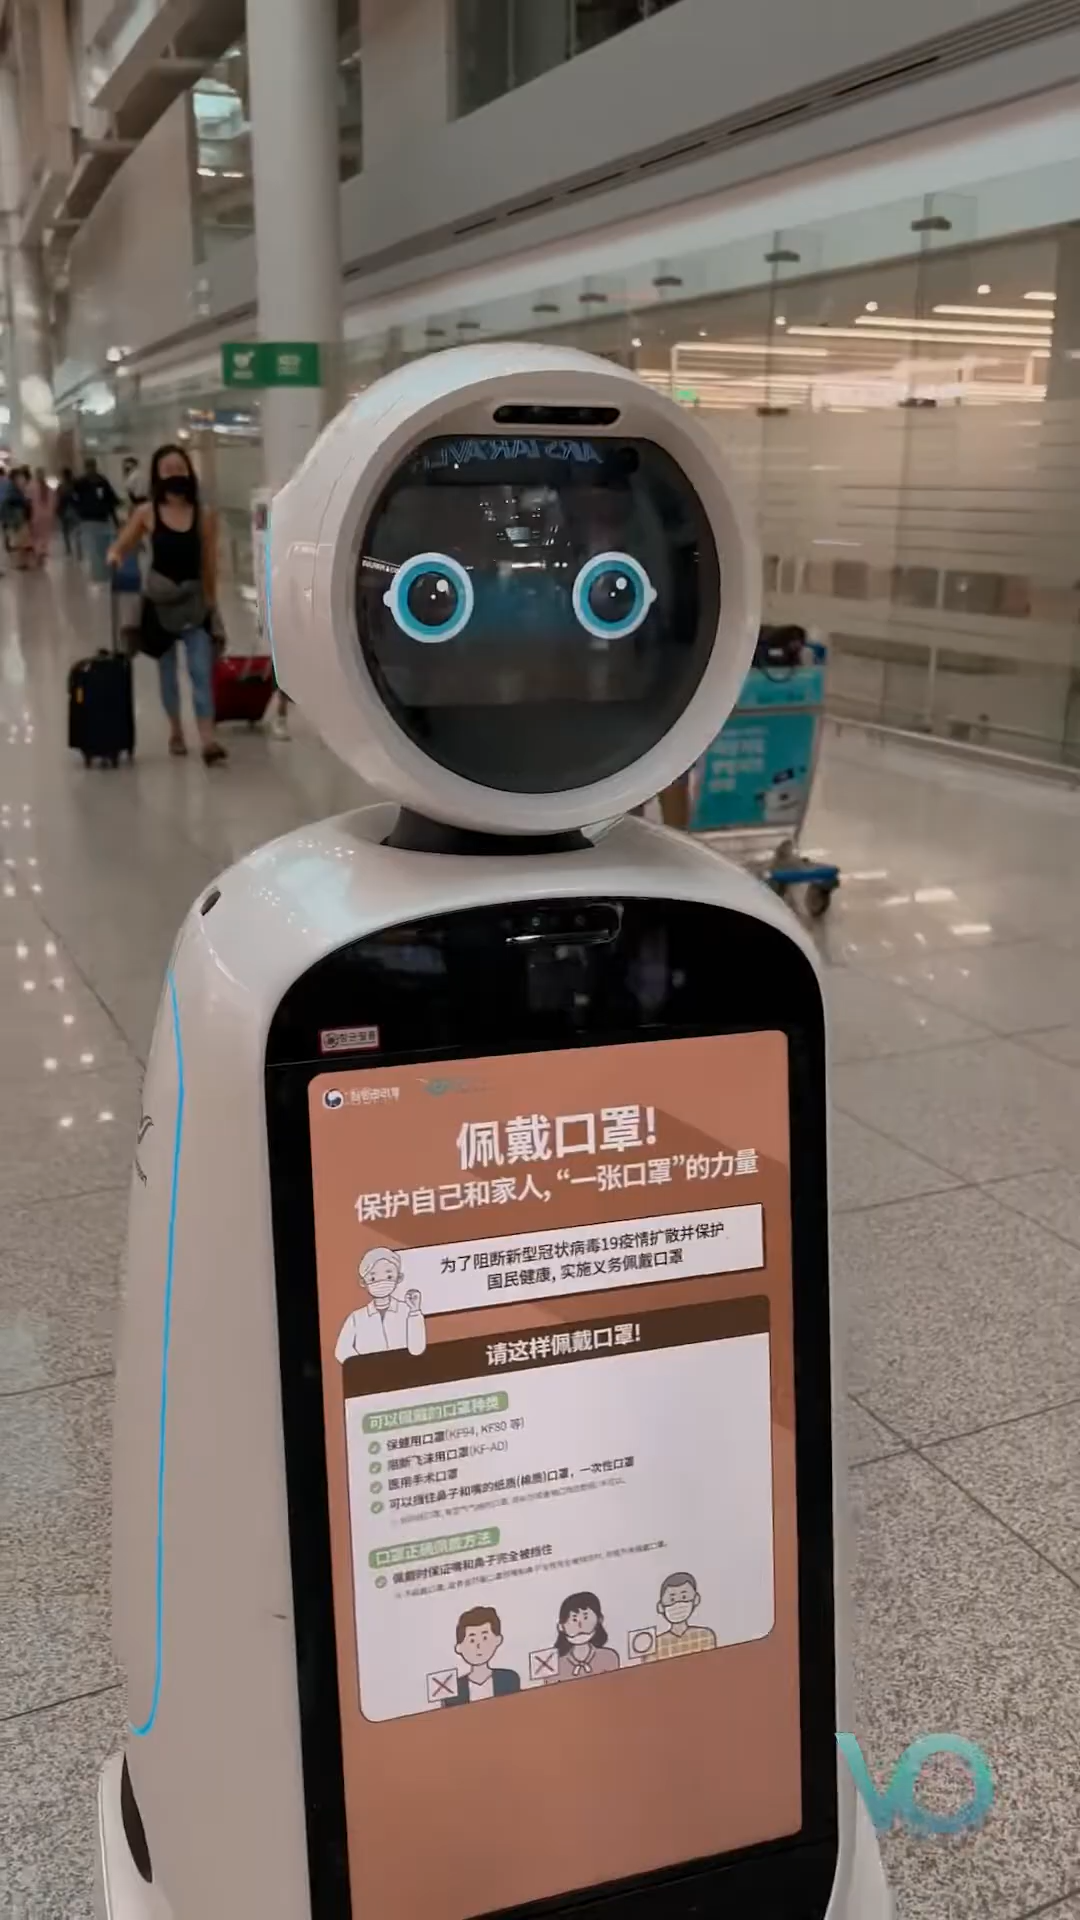 佩戴口罩!
保护自己和家人, “一张口罩”的力量
为了阻断新型冠状病毒19疫情扩散并保护
国民健康, 实施义务佩戴口罩
请这样佩戴口罩!
可以佩戴的口罩种类
保健用口罩(KF94, KF80 等)
阻断飞沫用口罩(KF-AD)
医用手术口罩
可以挡住鼻子和嘴的纸质(棉质)口罩, 一次性口罩
口罩正确佩戴方法
佩戴时保证嘴和鼻子完全被挡住
VO